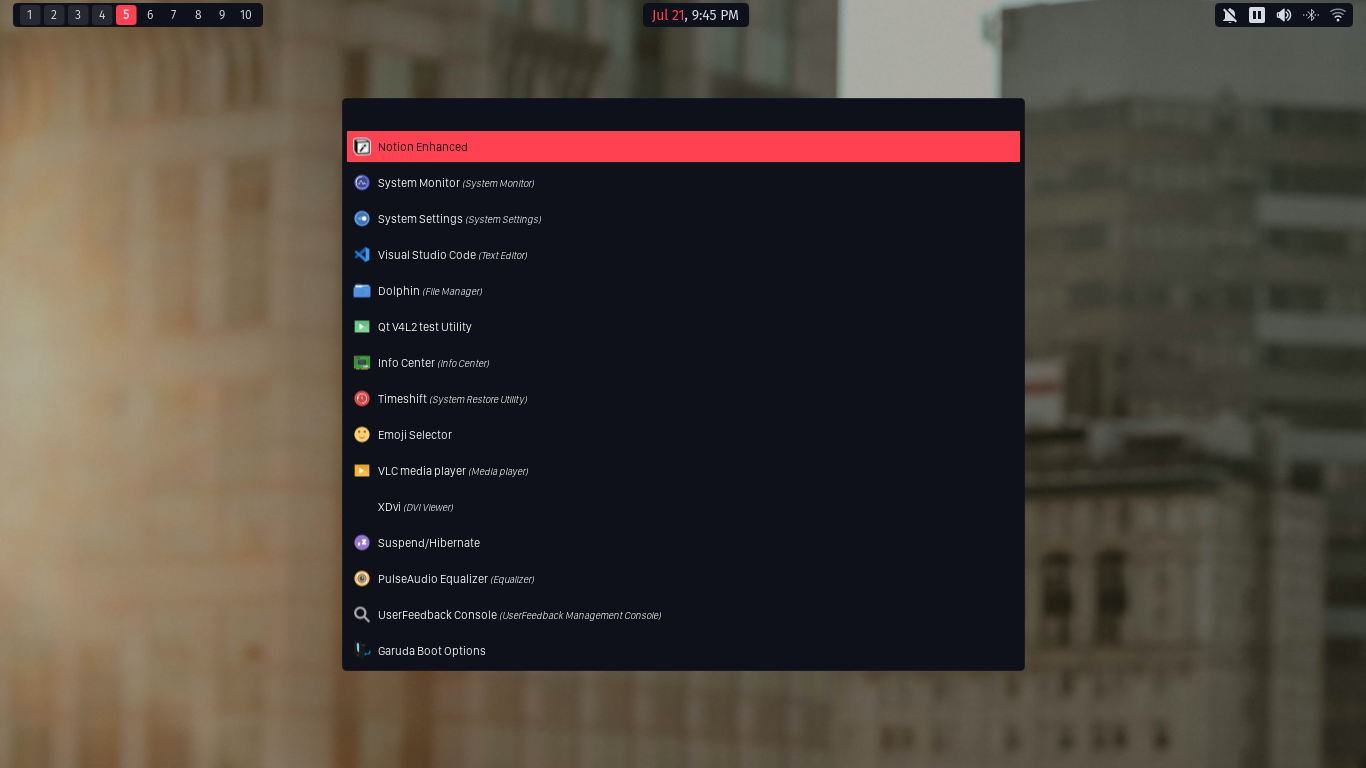 1 2 3 4 5 6 7 8 9 10
Jul 21, 9:45 PM
Notion Enhanced
System Monitor (System Monitor)
System Settings (System Settings)
Visual Studio Code (Text Editor)
Dolphin (File Manager)
Qt V4L2 test Utility
Info Center (Info Center)
Timeshift (System Restore Utility)
Emoji Selector
VLC media player (Media player)
XDvi (DVI Viewer)
Suspend/Hibernate
PulseAudio Equalizer (Equalizer)
UserFeedback Console (UserFeedback Management Console)
Garuda Boot Options